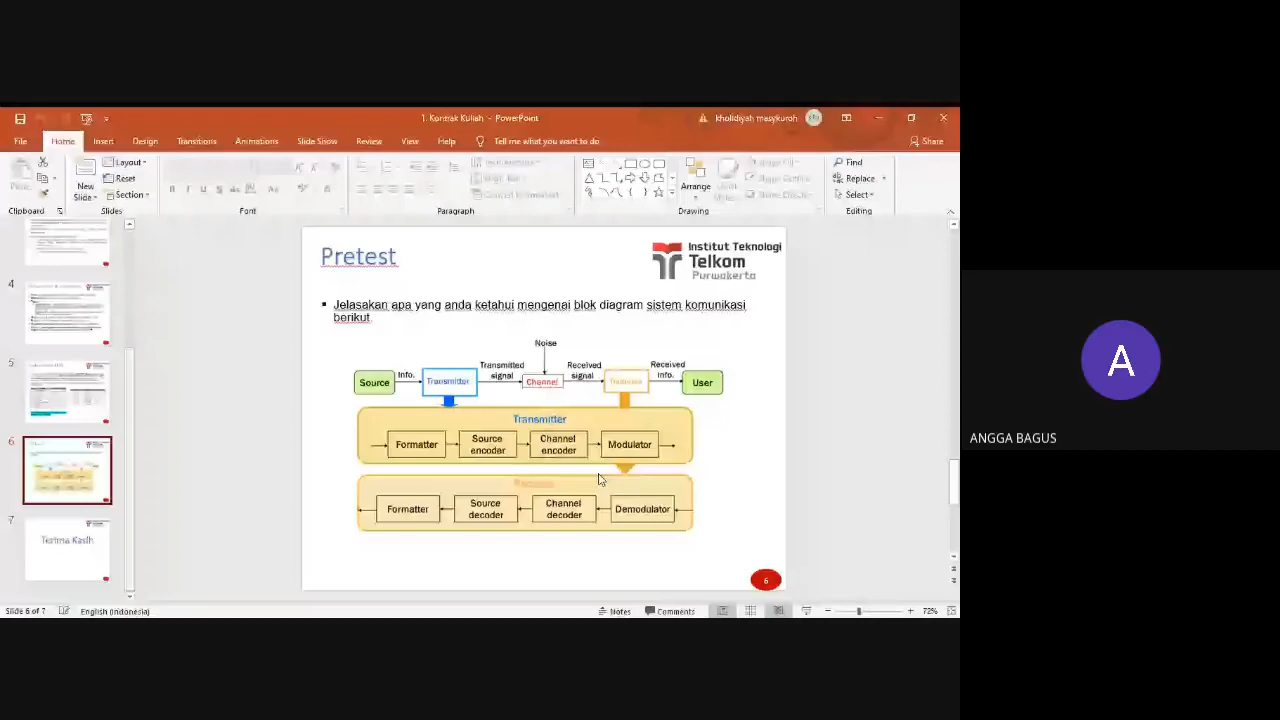 1. Kontrak Kuliah - PowerPoint
kholidiyah masykuroh
File Home Insert Design Transitions Animations Slide Show Review View Help Tell me what you want to do Share
Paste
New
Slide
Layout
Reset
Section
Arrange
Find
Replace
Select
Clipboard Slides Font Paragraph Drawing Editing
4
5
6
7
Terima Kasih
Pretest
Institut Teknologi
Telkom
Purwokerto
Jelasakan apa yang anda ketahui mengenai blok diagram sistem komunikasi
berikut.
Noise
Source
Info.
Transmitter
Transmitted
signal
Channel
Received
signal
Received
info.
User
Transmitter
Formatter
Source
encoder
Channel
encoder
Modulator
Formatter
Source
decoder
Channel
decoder
Demodulator
6
Slide 6 of 7 English (Indonesia) Notes Comments 72%
A
ANGGA BAGUS